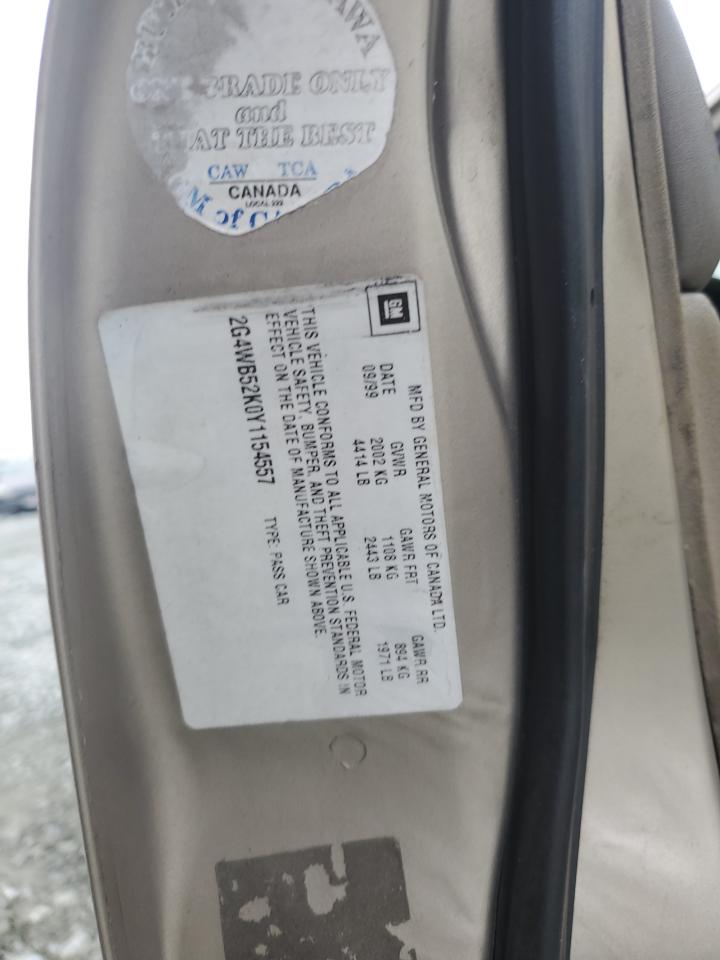 TRADE ONLY
and
AT THE BEST
CAW TCA
CANADA
LOCAL 222
GM
MFD BY GENERAL MOTORS OF CANADA LTD.
DATE GVWR GAWR FRT GAWR RR
09/99 2002 KG 1108 KG 894 KG
4414 LB 2443 LB 1971 LB
THIS VEHICLE CONFORMS TO ALL APPLICABLE U.S. FEDERAL MOTOR
VEHICLE SAFETY, BUMPER, AND THEFT PREVENTION STANDARDS IN
EFFECT ON THE DATE OF MANUFACTURE SHOWN ABOVE.
2G4WB52K0Y1154557 TYPE: PASS CAR